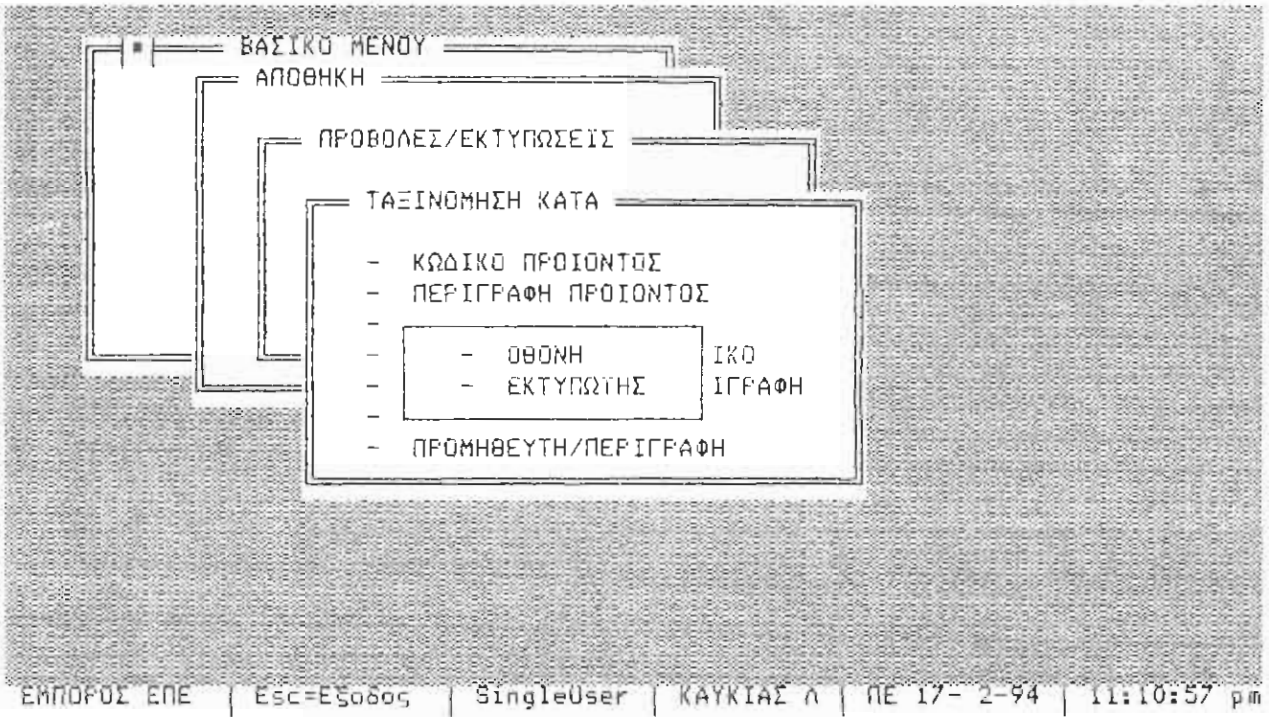 ΒΑΣΙΚΟ ΜΕΝΟΥ
ΑΠΟΘΗΚΗ
ΠΡΟΒΟΛΕΣ/ΕΚΤΥΠΩΣΕΙΣ
ΤΑΞΙΝΟΜΗΣΗ ΚΑΤΑ
- ΚΩΔΙΚΟ ΠΡΟΙΟΝΤΟΣ
- ΠΕΡΙΓΡΑΦΗ ΠΡΟΙΟΝΤΟΣ
-
- - ΟΘΟΝΗ ΙΚΟ
- - ΕΚΤΥΠΩΤΗΣ ΙΓΡΑΦΗ
-
- ΠΡΟΜΗΘΕΥΤΗ/ΠΕΡΙΓΡΑΦΗ
ΕΜΠΟΡΟΣ ΕΠΕ | Esc=Εξοδος | SingleUser | ΚΑΥΚΙΑΣ Λ | ΠΕ 17- 2-94 | 11:10:57 pm